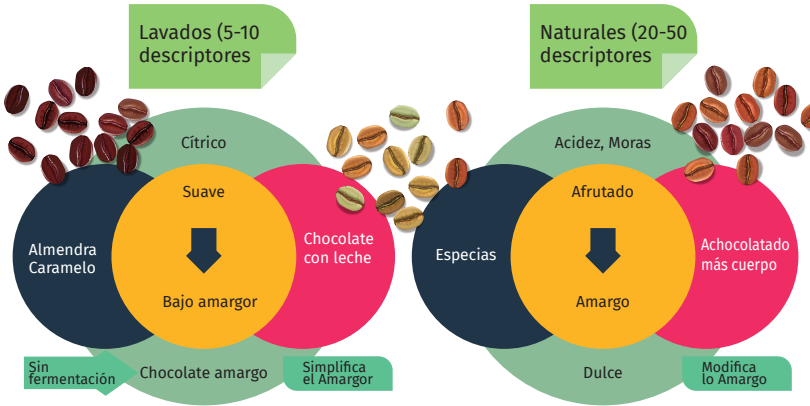 Lavados (5-10
descriptores
Cítrico
Suave
Almendra
Caramelo
Chocolate
con leche
Bajo amargor
Sin
fermentación
Chocolate amargo
Simplifica
el Amargor
Naturales (20-50
descriptores
Acidez, Moras
Afrutado
Especias
Achocolatado
más cuerpo
Amargo
Dulce
Modifica
lo Amargo